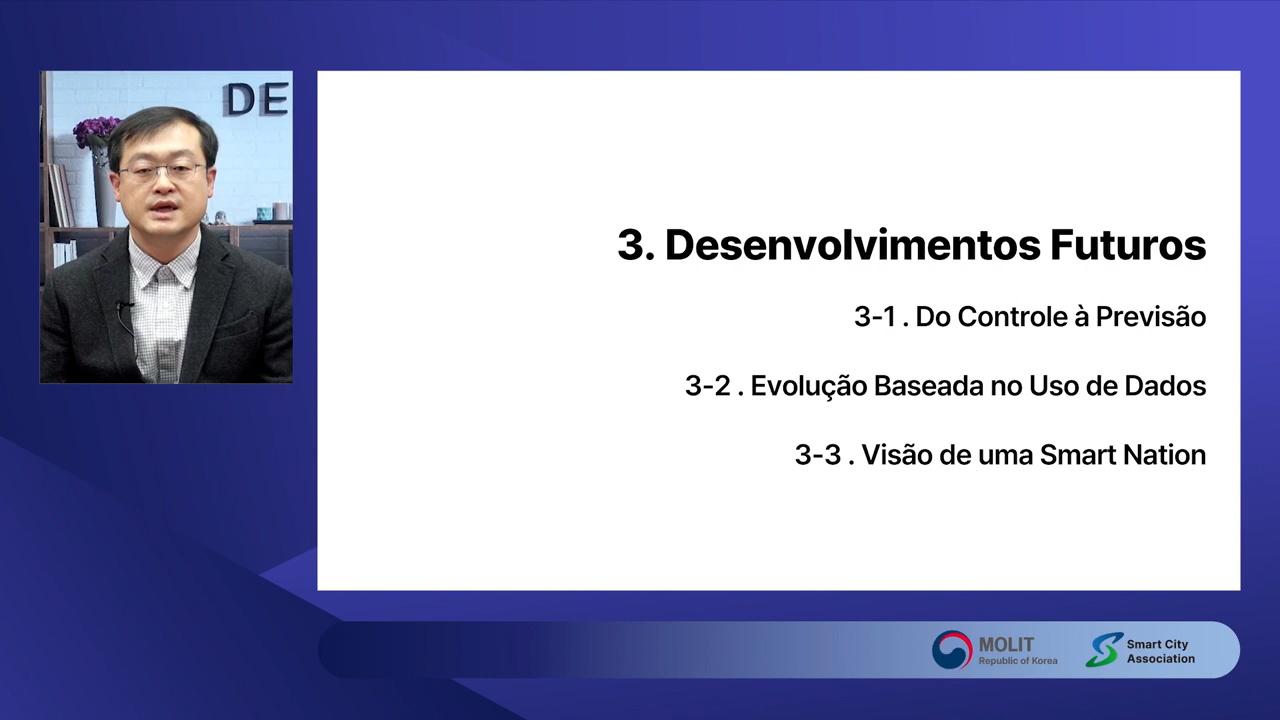 DE
3. Desenvolvimentos Futuros
3-1 . Do Controle à Previsão
3-2 . Evolução Baseada no Uso de Dados
3-3 . Visão de uma Smart Nation
MOLIT
Republic of Korea
Smart City
Association